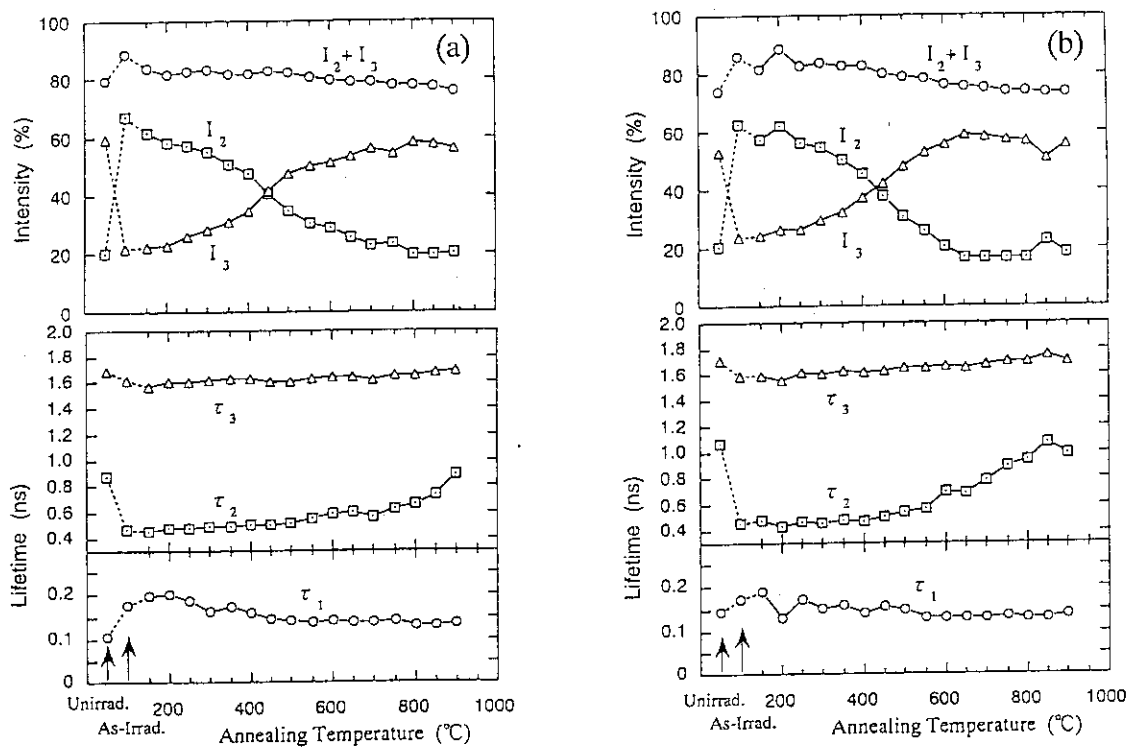 (a)
100
80
60
40
20
0
Intensity (%)
I2 + I3
I2
I3
2.0
1.8
1.6
1.4
1.2
1.0
0.8
0.6
0.4
0.2
0.1
0
Lifetime (ns)
τ3
τ2
τ1
Unirrad.
As-Irrad.
200 400 600 800 1000
Annealing Temperature (°C)
(b)
100
80
60
40
20
0
Intensity (%)
I2 + I3
I2
I3
2.0
1.8
1.6
1.4
1.2
1.0
0.8
0.6
0.4
0.2
0.1
0
Lifetime (ns)
τ3
τ2
τ1
Unirrad.
As-Irrad.
200 400 600 800 1000
Annealing Temperature (°C)